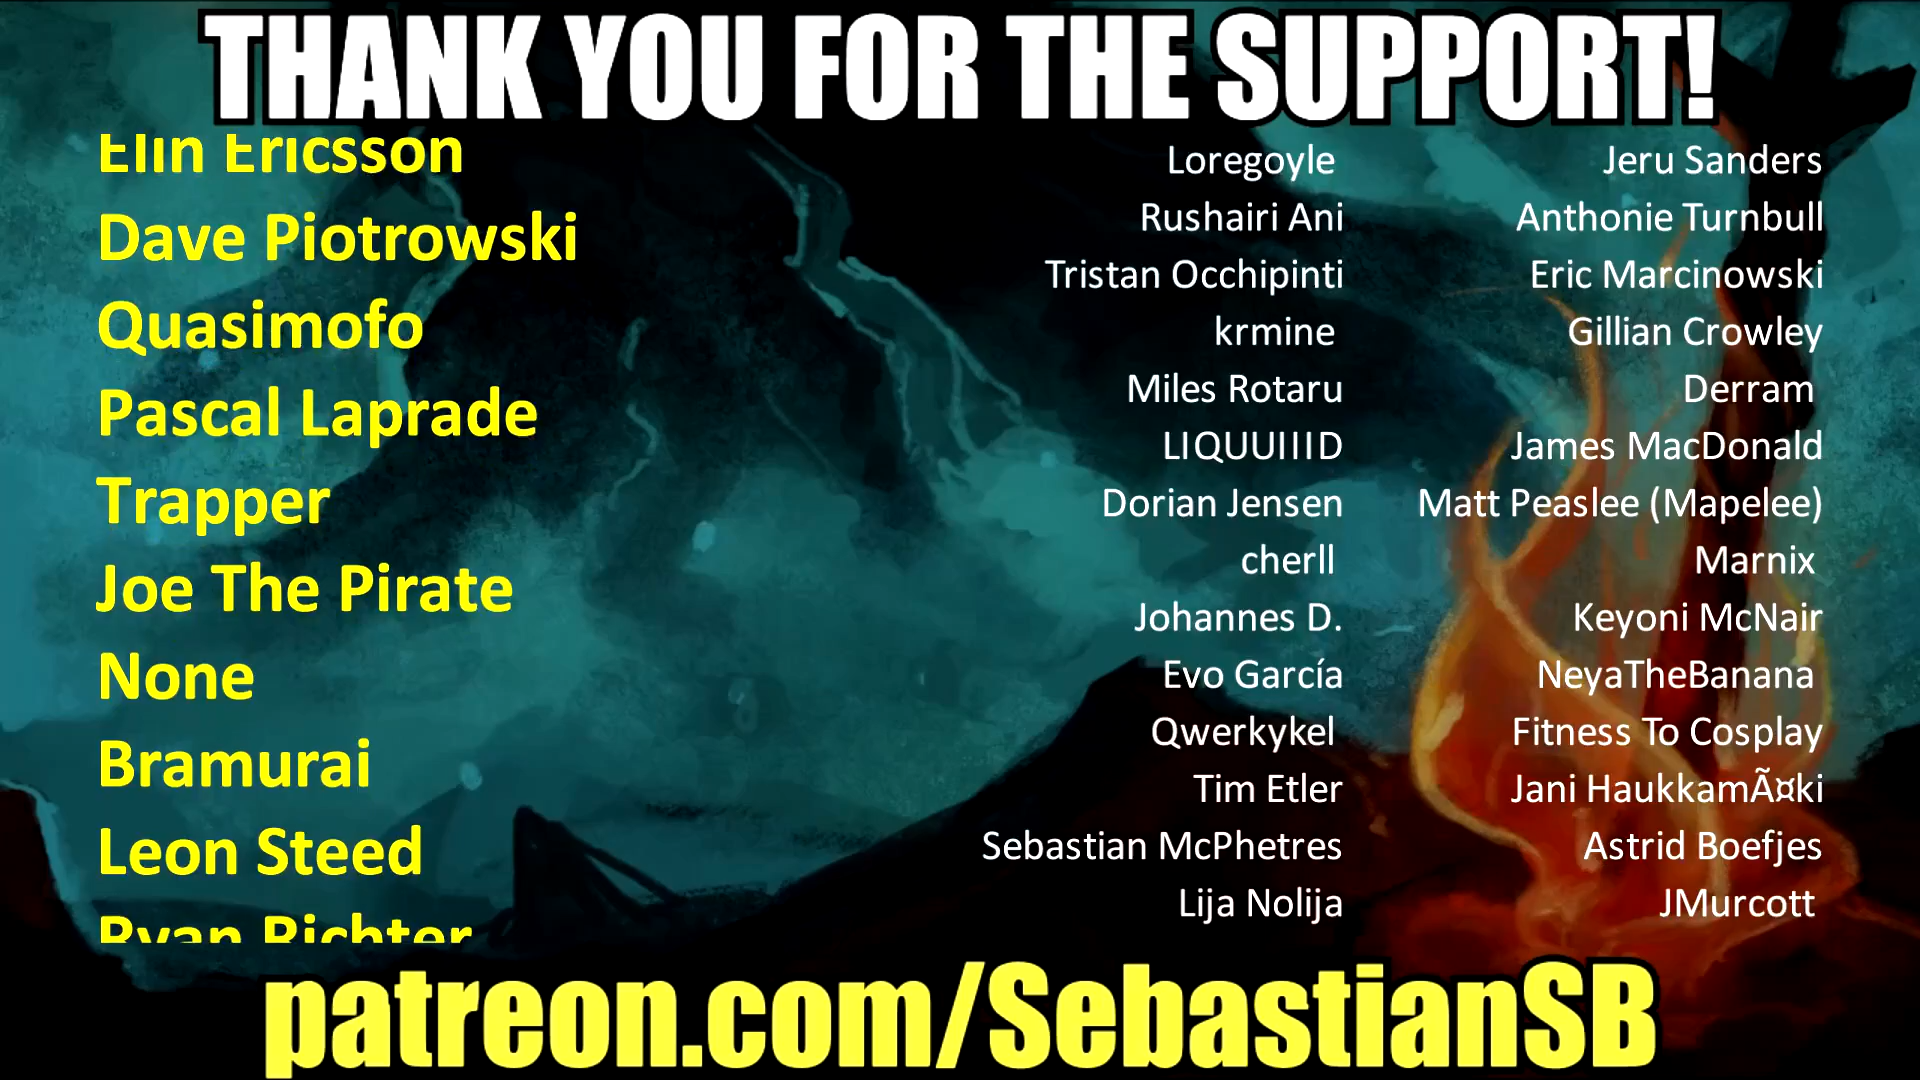 THANK YOU FOR THE SUPPORT!
Elin Ericsson
Dave Piotrowski
Quasimofo
Pascal Laprade
Trapper
Joe The Pirate
None
Bramurai
Leon Steed
Ryan Richter
Loregoyle
Rushairi Ani
Tristan Occhipinti
krmine
Miles Rotaru
LIQUUIIID
Dorian Jensen
cherll
Johannes D.
Evo García
Qwerkykel
Tim Etler
Sebastian McPhetres
Lija Nolija
Jeru Sanders
Anthonie Turnbull
Eric Marcinowski
Gillian Crowley
Derram
James MacDonald
Matt Peaslee (Mapelee)
Marnix
Keyoni McNair
NeyaTheBanana
Fitness To Cosplay
Jani HaukkamÃ¤ki
Astrid Boefjes
JMurcott
patreon.com/SebastianSB